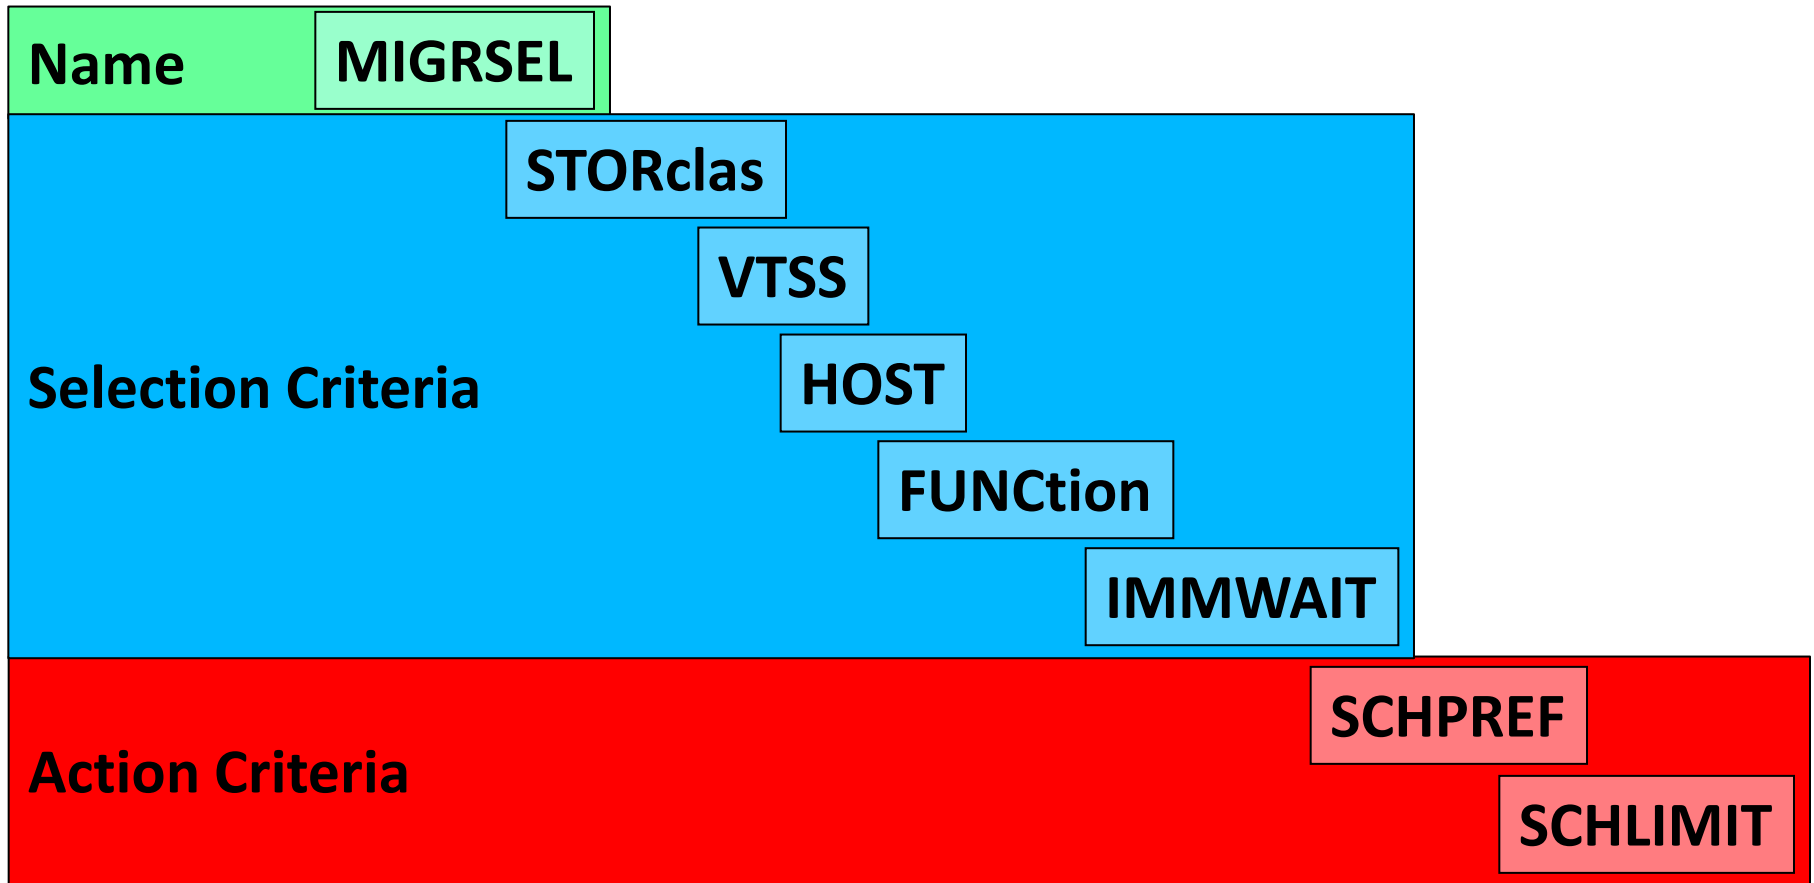 Name
MIGRSEL
STORclas
VTSS
HOST
Selection Criteria
FUNCtion
IMMWAIT
SCHPREF
Action Criteria
SCHLIMIT